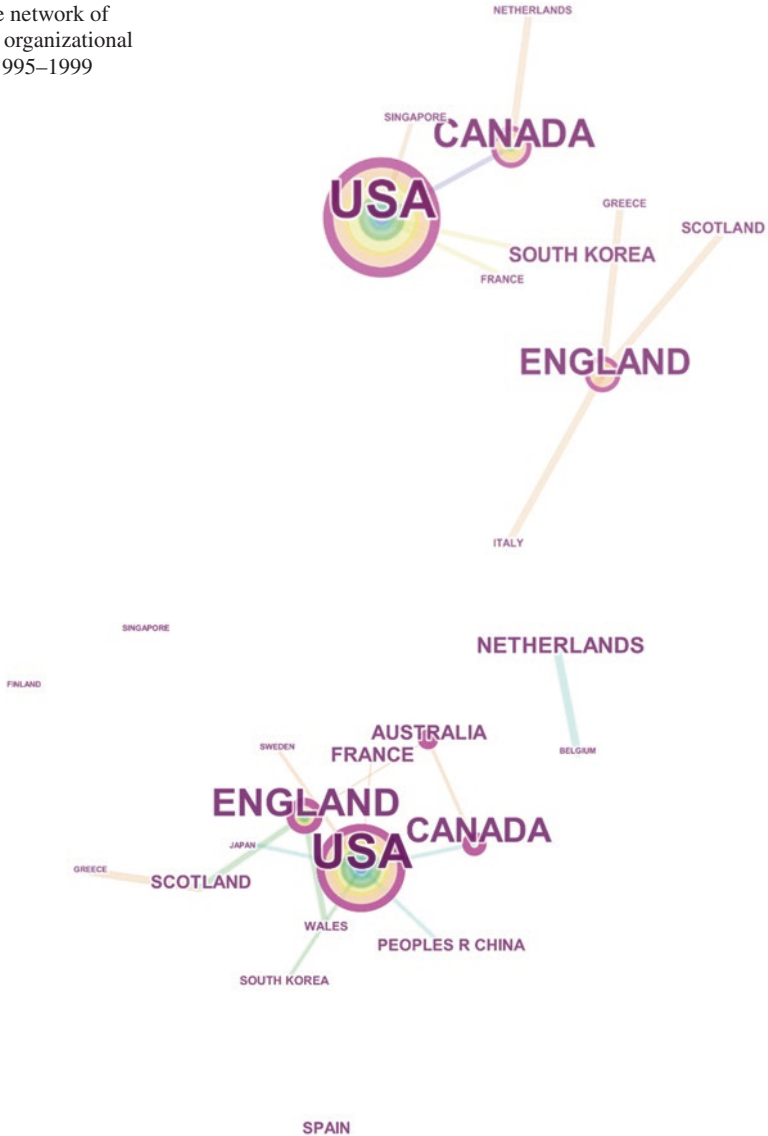 e network of
organizational
995–1999
NETHERLANDS
SINGAPORE
CANADA
USA
GREECE
SCOTLAND
SOUTH KOREA
FRANCE
ENGLAND
ITALY
SINGAPORE
NETHERLANDS
FINLAND
AUSTRALIA
SWEDEN
FRANCE
BELGIUM
ENGLAND
CANADA
JAPAN
USA
GREECE
SCOTLAND
WALES
PEOPLES R CHINA
SOUTH KOREA
SPAIN